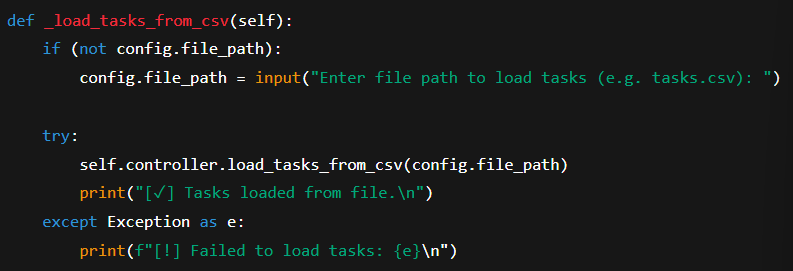 def _load_tasks_from_csv(self):
    if (not config.file_path):
        config.file_path = input("Enter file path to load tasks (e.g. tasks.csv): ")

    try:
        self.controller.load_tasks_from_csv(config.file_path)
        print("[✓] Tasks loaded from file.\n")
    except Exception as e:
        print(f"[!] Failed to load tasks: {e}\n")